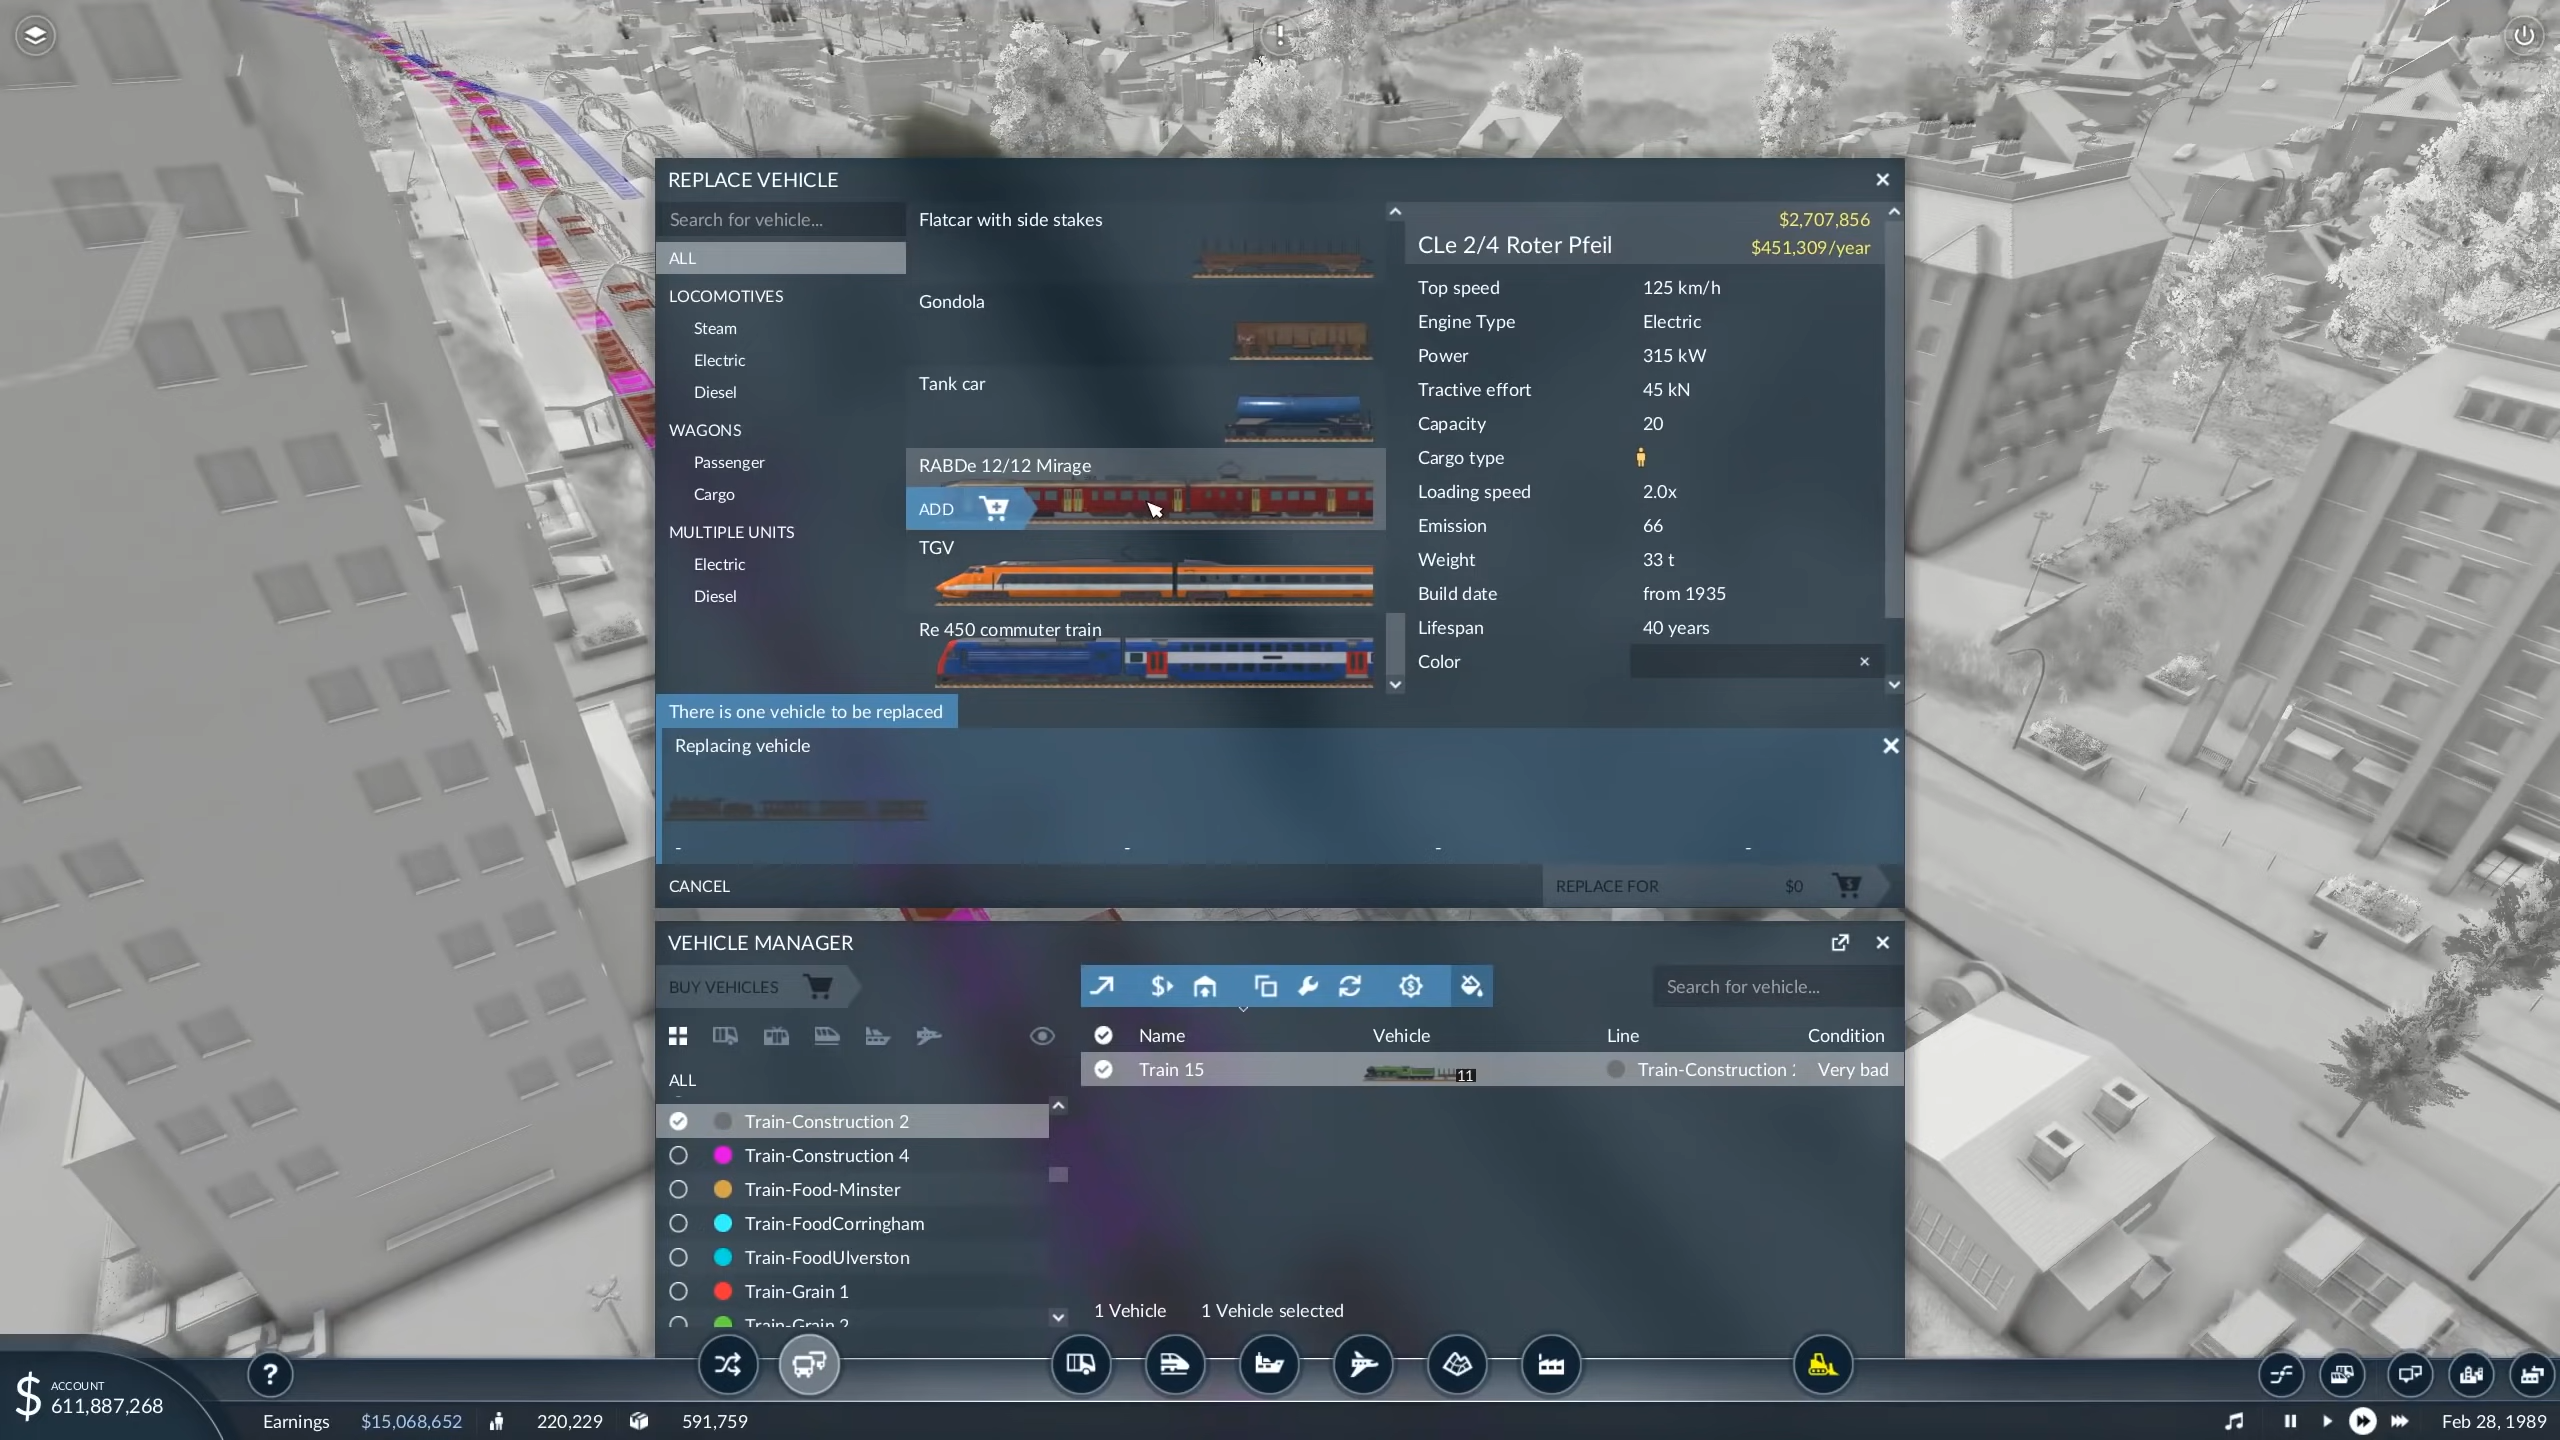 REPLACE VEHICLE
Search for vehicle...
ALL
LOCOMOTIVES
Steam
Electric
Diesel
WAGONS
Passenger
Cargo
MULTIPLE UNITS
Electric
Diesel
Flatcar with side stakes
Gondola
Tank car
RABDe 12/12 Mirage
ADD
TGV
Re 450 commuter train
$2,707,856
CLe 2/4 Roter Pfeil
$451,309/year
Top speed 125 km/h
Engine Type Electric
Power 315 kW
Tractive effort 45 kN
Capacity 20
Cargo type
Loading speed 2.0x
Emission 66
Weight 33 t
Build date from 1935
Lifespan 40 years
Color
There is one vehicle to be replaced
Replacing vehicle
- - - -
CANCEL
REPLACE FOR $0
VEHICLE MANAGER
BUY VEHICLES
Search for vehicle...
ALL
Train-Construction 2
Train-Construction 4
Train-Food-Minster
Train-FoodCorringham
Train-FoodUlverston
Train-Grain 1
Train-Grain 2
Name Vehicle Line Condition
Train 15 11 Train-Construction 2 Very bad
1 Vehicle 1 Vehicle selected
ACCOUNT
$ 611,887,268
?
Earnings $15,068,652 220,229 591,759
Feb 28, 1989